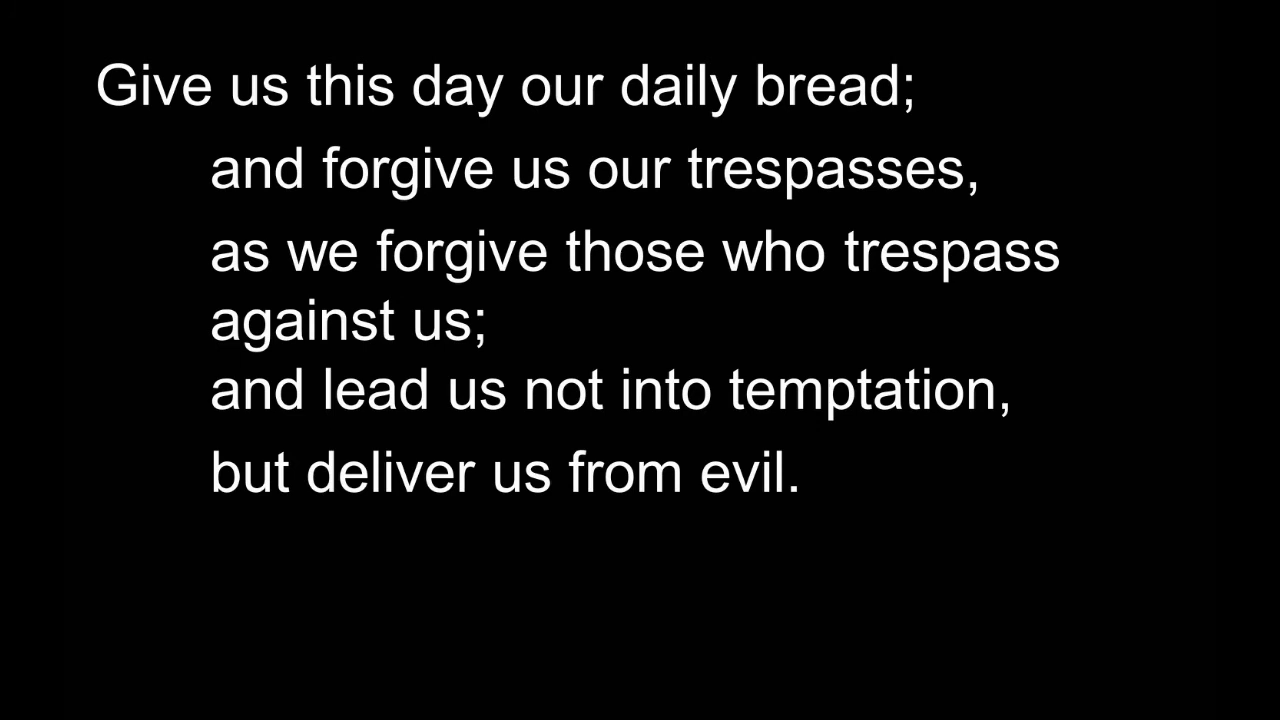 Give us this day our daily bread;
and forgive us our trespasses,
as we forgive those who trespass
against us;
and lead us not into temptation,
but deliver us from evil.